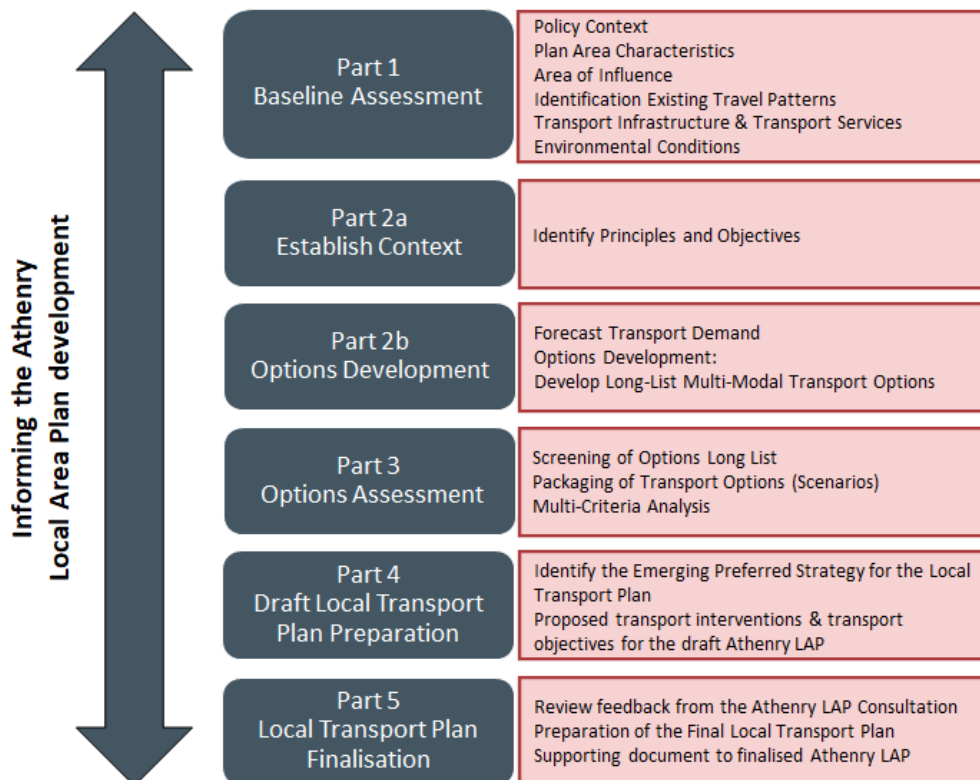 Informing the Athenry
Local Area Plan development
Part 1
Baseline Assessment
Policy Context
Plan Area Characteristics
Area of Influence
Identification Existing Travel Patterns
Transport Infrastructure & Transport Services
Environmental Conditions
Part 2a
Establish Context
Identify Principles and Objectives
Part 2b
Options Development
Forecast Transport Demand
Options Development:
Develop Long-List Multi-Modal Transport Options
Part 3
Options Assessment
Screening of Options Long List
Packaging of Transport Options (Scenarios)
Multi-Criteria Analysis
Part 4
Draft Local Transport
Plan Preparation
Identify the Emerging Preferred Strategy for the Local
Transport Plan
Proposed transport interventions & transport
objectives for the draft Athenry LAP
Part 5
Local Transport Plan
Finalisation
Review feedback from the Athenry LAP Consultation
Preparation of the Final Local Transport Plan
Supporting document to finalised Athenry LAP